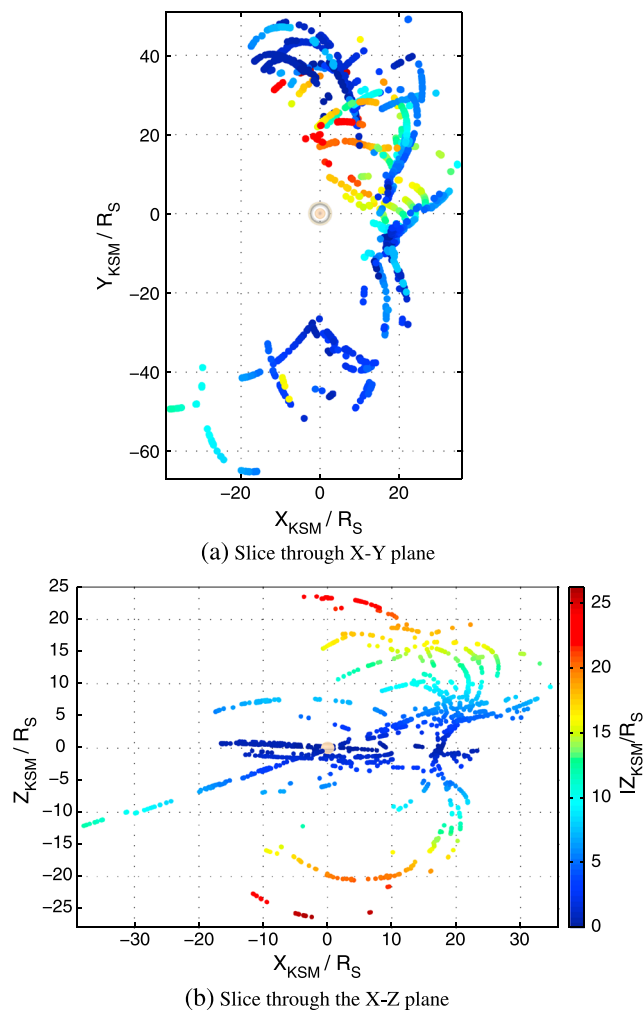 40
20
0
−20
−40
−60
Y_KSM / R_S
−20 0 20
X_KSM / R_S
(a) Slice through X-Y plane
25
20
15
10
5
0
−5
−10
−15
−20
−25
Z_KSM / R_S
−30 −20 −10 0 10 20 30
X_KSM / R_S
25
20
15
10
5
0
|Z_KSM/R_S
(b) Slice through the X-Z plane